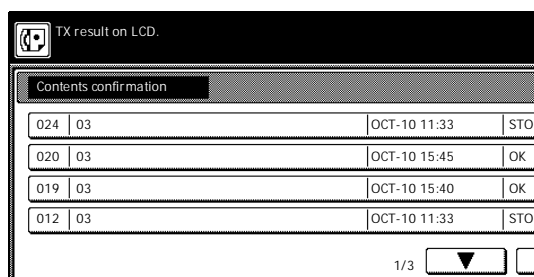 TX result on LCD.
Contents confirmation
024 03 OCT-10 11:33 STO
020 03 OCT-10 15:45 OK
019 03 OCT-10 15:40 OK
012 03 OCT-10 11:33 STO
1/3